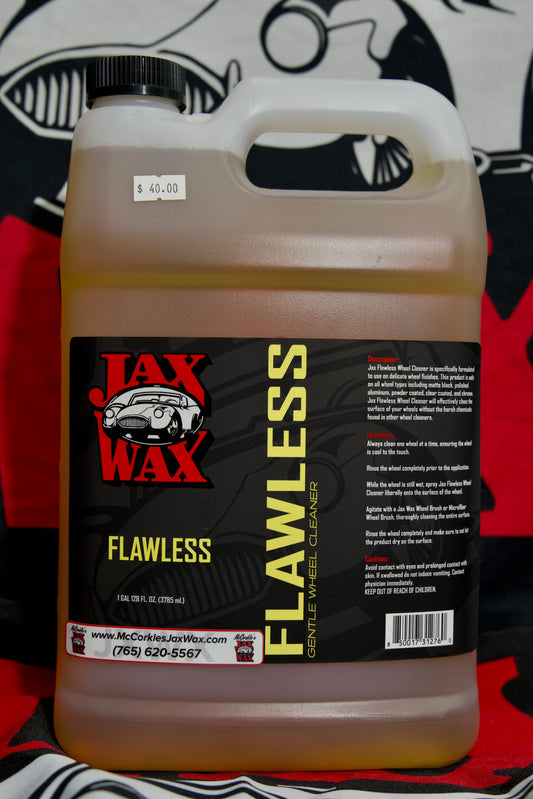 $ 40.00
JAX
WAX
FLAWLESS
1 GAL 128 FL. OZ. (3785 mL)
www.McCorklesJaxWax.com
(765) 620-5567
FLAWLESS
GENTLE WHEEL CLEANER
Description:
Jax Flawless Wheel Cleaner is specifically formulated
to use on delicate wheel finishes. This product is safe
on all wheel types including matte black, polished
aluminum, powder coated, clear coated, and chrome.
Jax Flawless Wheel Cleaner will effectively clean the
surface of your wheels without the harsh chemicals
found in other wheel cleaners.
Directions:
Always clean one wheel at a time, ensuring the wheel
is cool to the touch.
Rinse the wheel completely prior to the application.
While the wheel is still wet, spray Jax Flawless Wheel
Cleaner liberally onto the surface of the wheel.
Agitate with a Jax Wax Wheel Brush or Microfiber
Wheel Brush, thoroughly cleaning the entire surface.
Rinse the wheel completely and make sure to not let
the product dry on the surface.
Caution:
Avoid contact with eyes and prolonged contact with
skin. If swallowed do not induce vomiting. Contact
physician immediately.
KEEP OUT OF REACH OF CHILDREN.
8 50017 31276 0